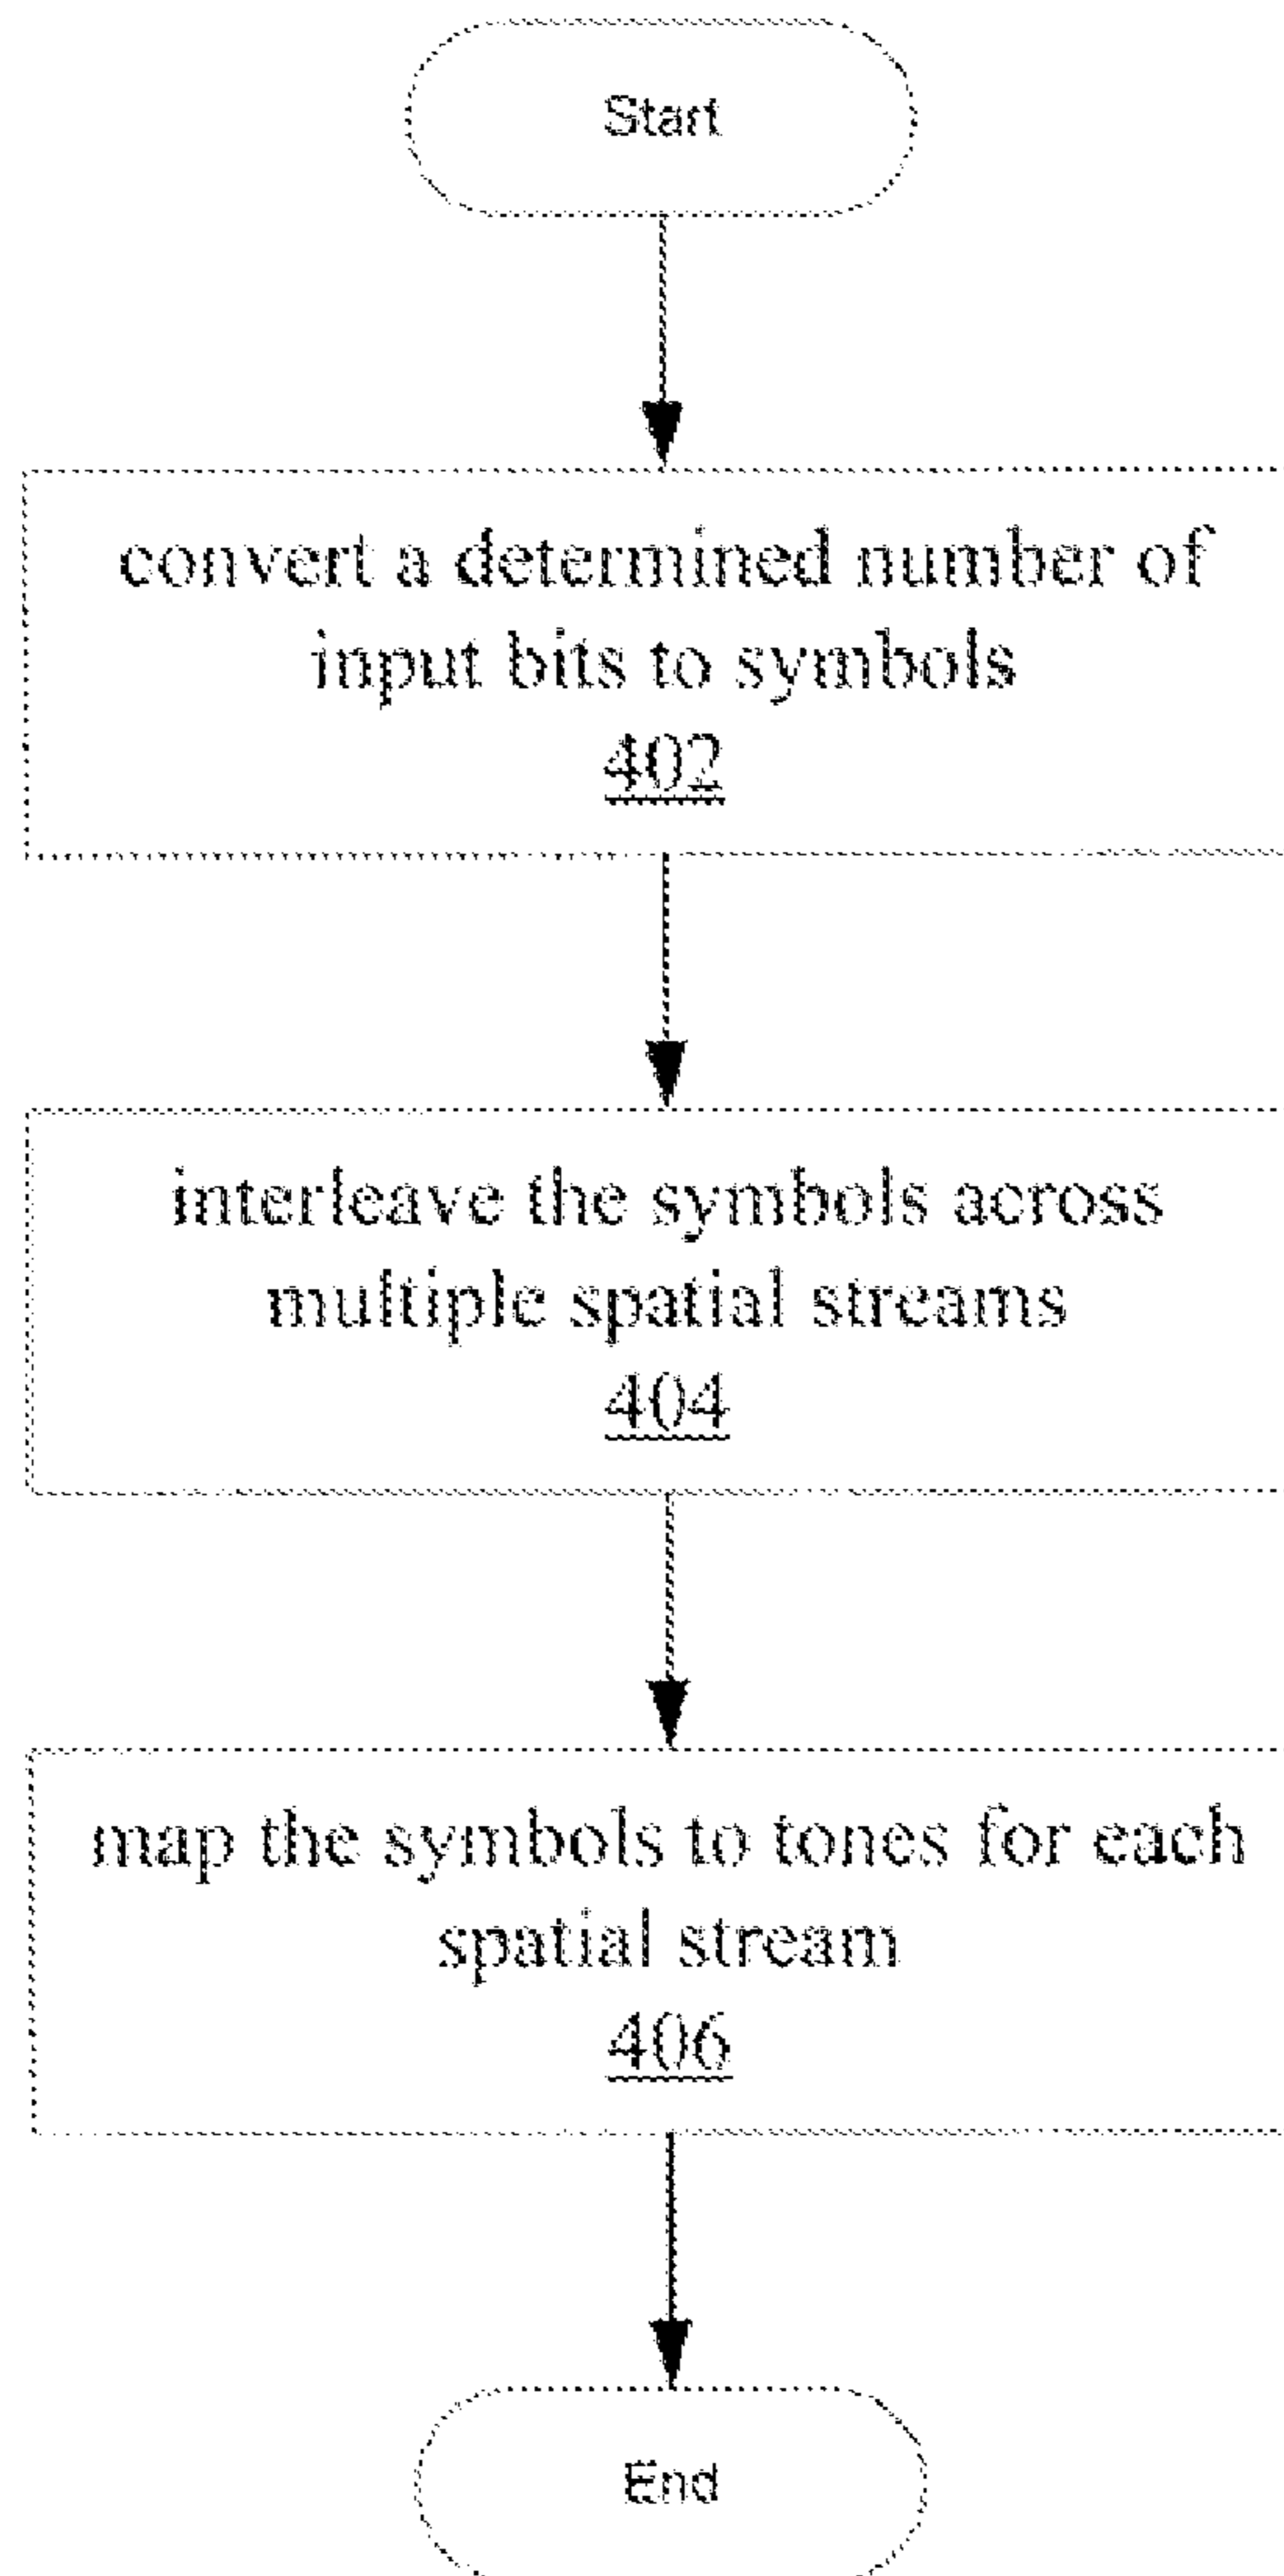 Start
convert a determined number of
input bits to symbols
402
interleave the symbols across
multiple spatial streams
404
map the symbols to tones for each
spatial stream
406
End